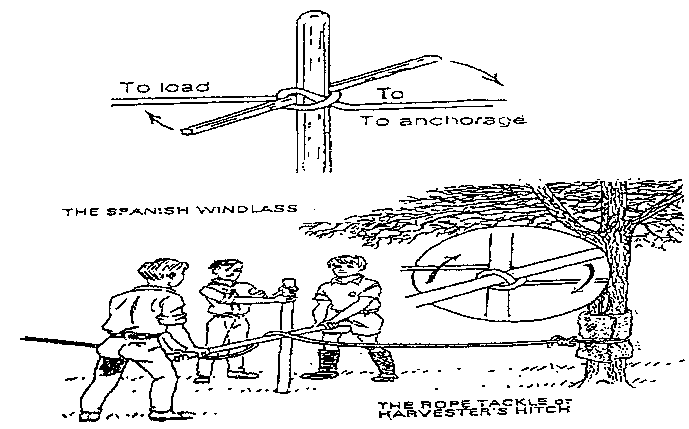 To load
To
To anchorage
THE SPANISH WINDLASS
THE ROPE TACKLE OR
HARVESTER'S HITCH